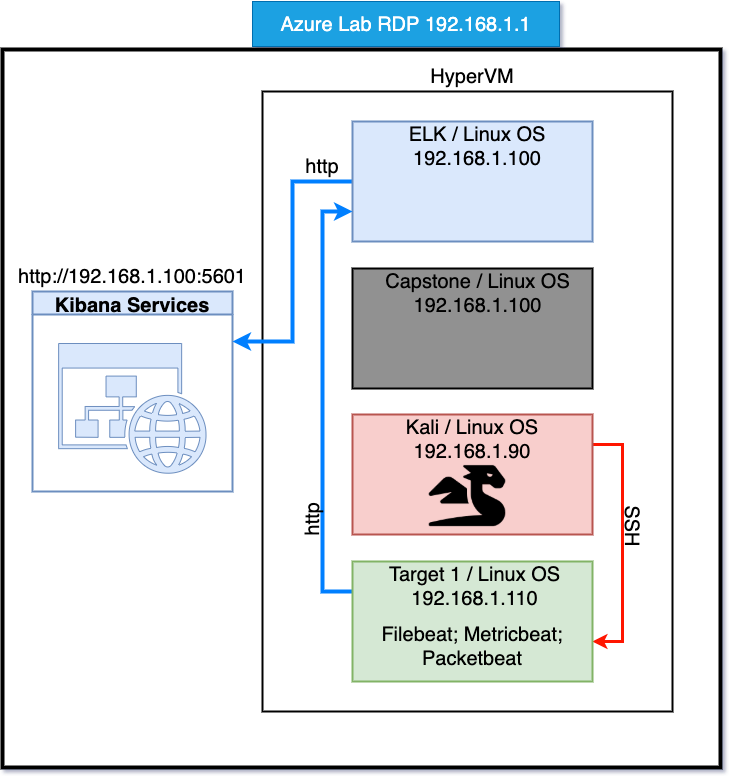 Azure Lab RDP 192.168.1.1
HyperVM
ELK / Linux OS
192.168.1.100
http
Capstone / Linux OS
192.168.1.100
http://192.168.1.100:5601
Kibana Services
Kali / Linux OS
192.168.1.90
http
SSH
Target 1 / Linux OS
192.168.1.110
Filebeat; Metricbeat;
Packetbeat